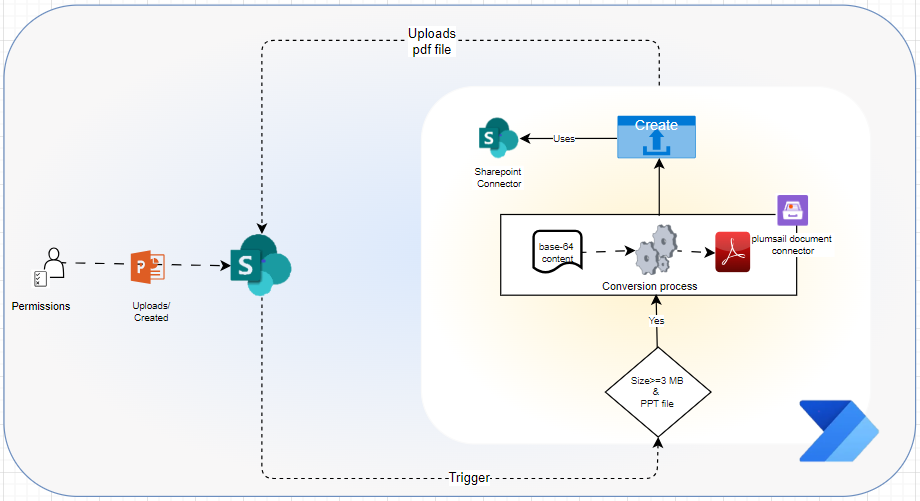 Uploads
pdf file
Create
S
Uses
Sharepoint
Connector
base-64
content
plumsail document
connector
Conversion process
P
S
Permissions
Uploads/
Created
Yes
Size>=3 MB
&
PPT file
Trigger